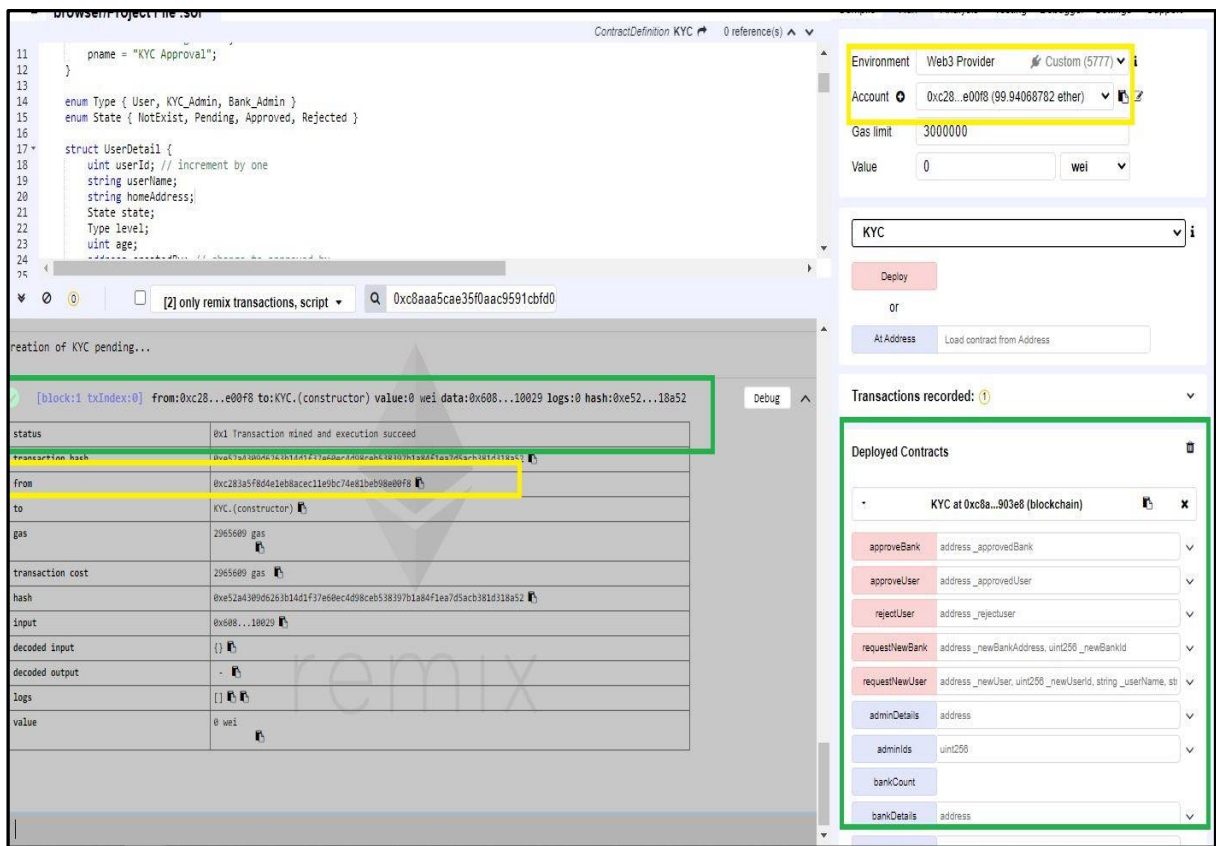 browser/Project File .sol
ContractDefinition KYC 0 reference(s)
11 pname = "KYC Approval";
12 }
13
14 enum Type { User, KYC_Admin, Bank_Admin }
15 enum State { NotExist, Pending, Approved, Rejected }
16
17 struct UserDetail {
18 uint userId; // increment by one
19 string userName;
20 string homeAddress;
21 State state;
22 Type level;
23 uint age;
24
25
0 [2] only remix transactions, script 0xc8aaa5cae35f0aac9591cbfd0
reation of KYC pending...
[block:1 txIndex:0] from:0xc28...e00f8 to:KYC.(constructor) value:0 wei data:0x608...10029 logs:0 hash:0xe52...18a52 Debug
status 0x1 Transaction mined and execution succeed
transaction hash 0xe52a4309d6263b14d1f37e60ec4d98ceb538397b1a84f1ea7d5acb381d318a52
from 0xc283a5f8d4e1eb8acec11e9bc74e81beb98e00f8
to KYC.(constructor)
gas 2965609 gas
transaction cost 2965609 gas
hash 0xe52a4309d6263b14d1f37e60ec4d98ceb538397b1a84f1ea7d5acb381d318a52
input 0x608...10029
decoded input {}
decoded output -
logs []
value 0 wei
remix
Environment Web3 Provider Custom (5777) i
Account 0xc28...e00f8 (99.94068782 ether)
Gas limit 3000000
Value 0 wei
KYC i
Deploy
or
At Address Load contract from Address
Transactions recorded: 1
Deployed Contracts
KYC at 0xc8a...903e8 (blockchain)
approveBank address _approvedBank
approveUser address _approvedUser
rejectUser address _rejectuser
requestNewBank address _newBankAddress, uint256 _newBankId
requestNewUser address _newUser, uint256 _newUserId, string _userName, str
adminDetails address
adminIds uint256
bankCount
bankDetails address